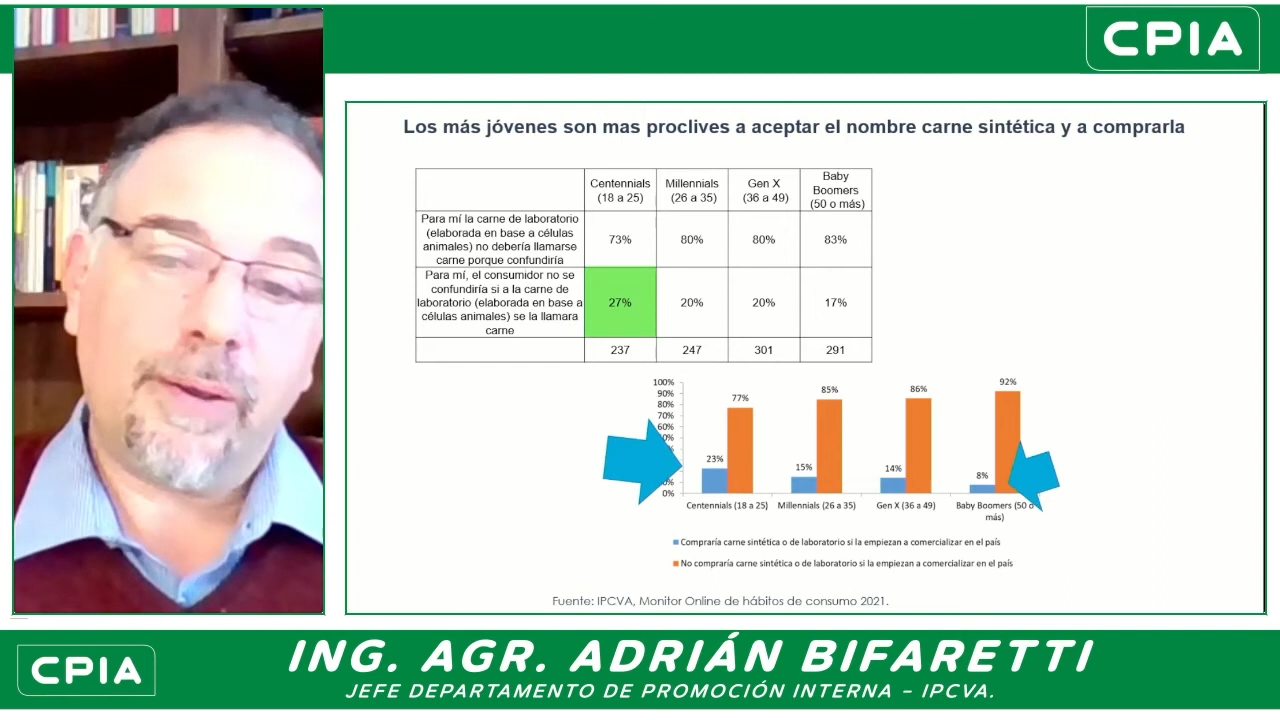 CPIA
Los más jóvenes son mas proclives a aceptar el nombre carne sintética y a comprarla
Centennials
(18 a 25)
Millennials
(26 a 35)
Gen X
(36 a 49)
Baby
Boomers
(50 o más)
Para mí la carne de laboratorio
(elaborada en base a células
animales) no debería llamarse
carne porque confundiría
73%
80%
80%
83%
Para mí, el consumidor no se
confundiría si a la carne de
laboratorio (elaborada en base a
células animales) se la llamara
carne
27%
20%
20%
17%
237
247
301
291
100%
90%
80%
70%
60%
0%
23%
77%
15%
85%
14%
86%
8%
92%
Centennials (18 a 25)
Millennials (26 a 35)
Gen X (36 a 49)
Baby Boomers (50 o
más)
Compraría carne sintética o de laboratorio si la empiezan a comercializar en el país
No compraría carne sintética o de laboratorio si la empiezan a comercializar en el país
Fuente: IPCVA, Monitor Online de hábitos de consumo 2021.
CPIA
ING. AGR. ADRIÁN BIFARETTI
JEFE DEPARTAMENTO DE PROMOCIÓN INTERNA - IPCVA.